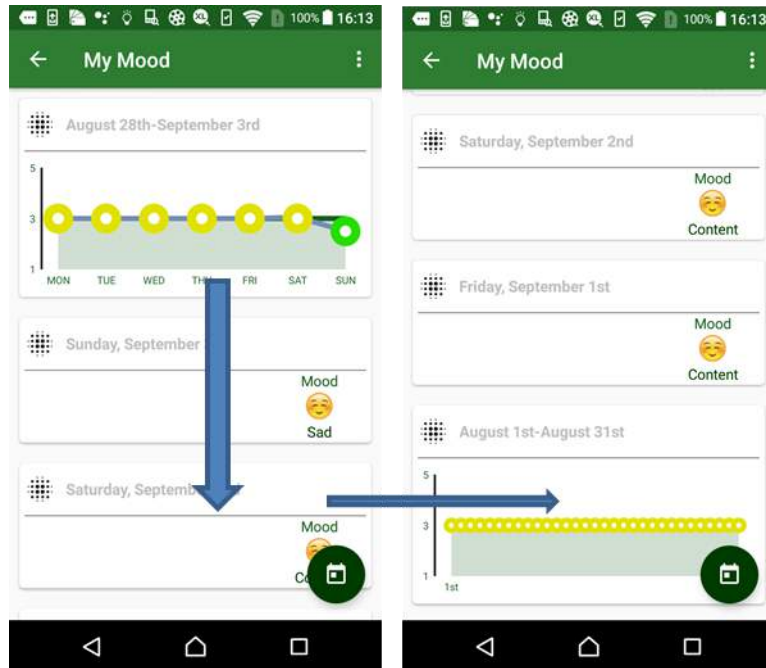 100% 16:13
My Mood
August 28th-September 3rd
5
3
1
MON TUE WED THU FRI SAT SUN
Sunday, September
Mood
Sad
Saturday, Septemb
Mood
100% 16:13
My Mood
Saturday, September 2nd
Mood
Content
Friday, September 1st
Mood
Content
August 1st-August 31st
5
3
1
1st